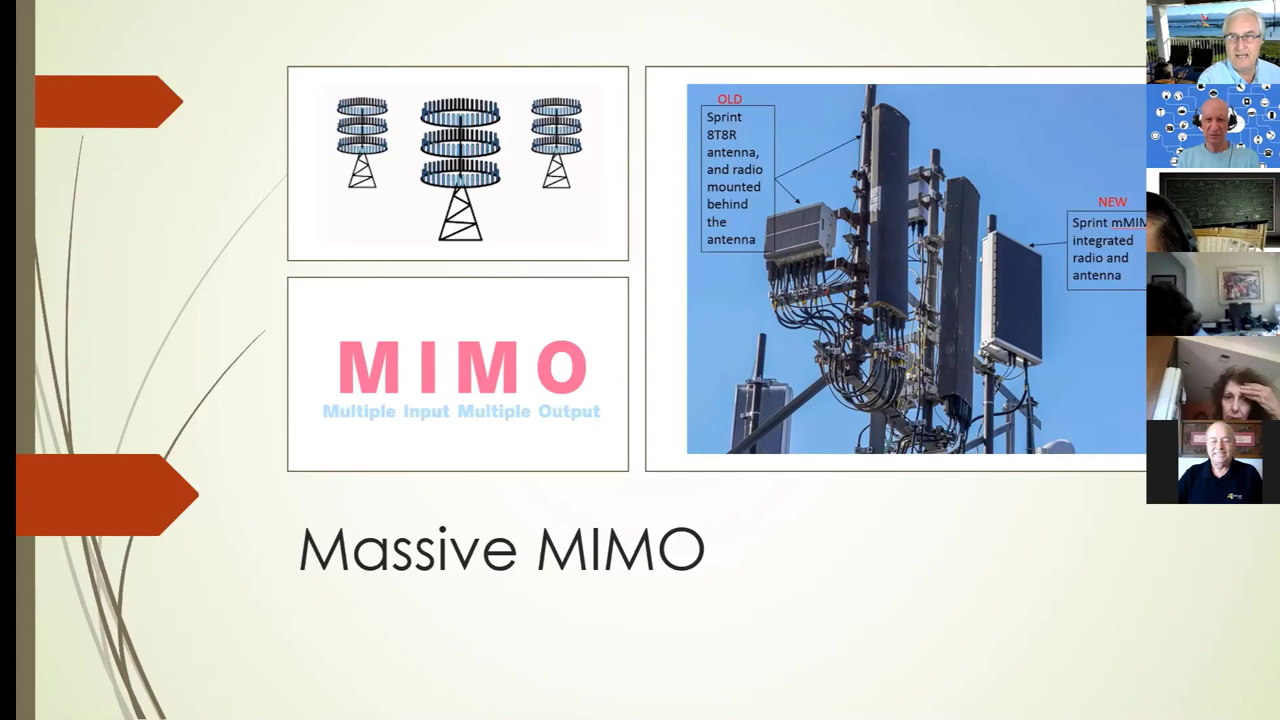 OLD
Sprint
8T8R
antenna,
and radio
mounted
behind
the
antenna
NEW
Sprint mMIM
integrated
radio and
antenna
MIMO
Multiple Input Multiple Output
Massive MIMO